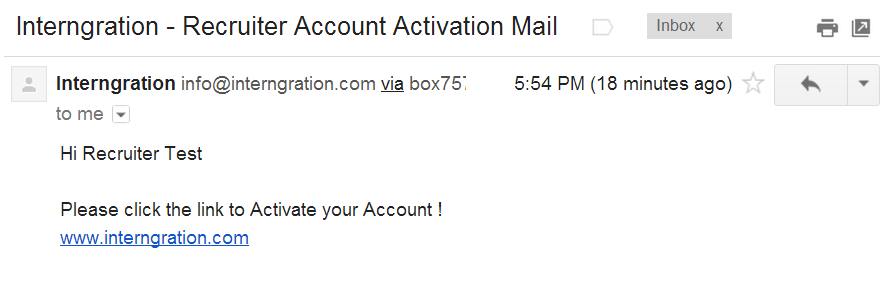 Interngration - Recruiter Account Activation Mail Inbox x
Interngration info@interngration.com via box757 5:54 PM (18 minutes ago)
to me
Hi Recruiter Test
Please click the link to Activate your Account !
www.interngration.com